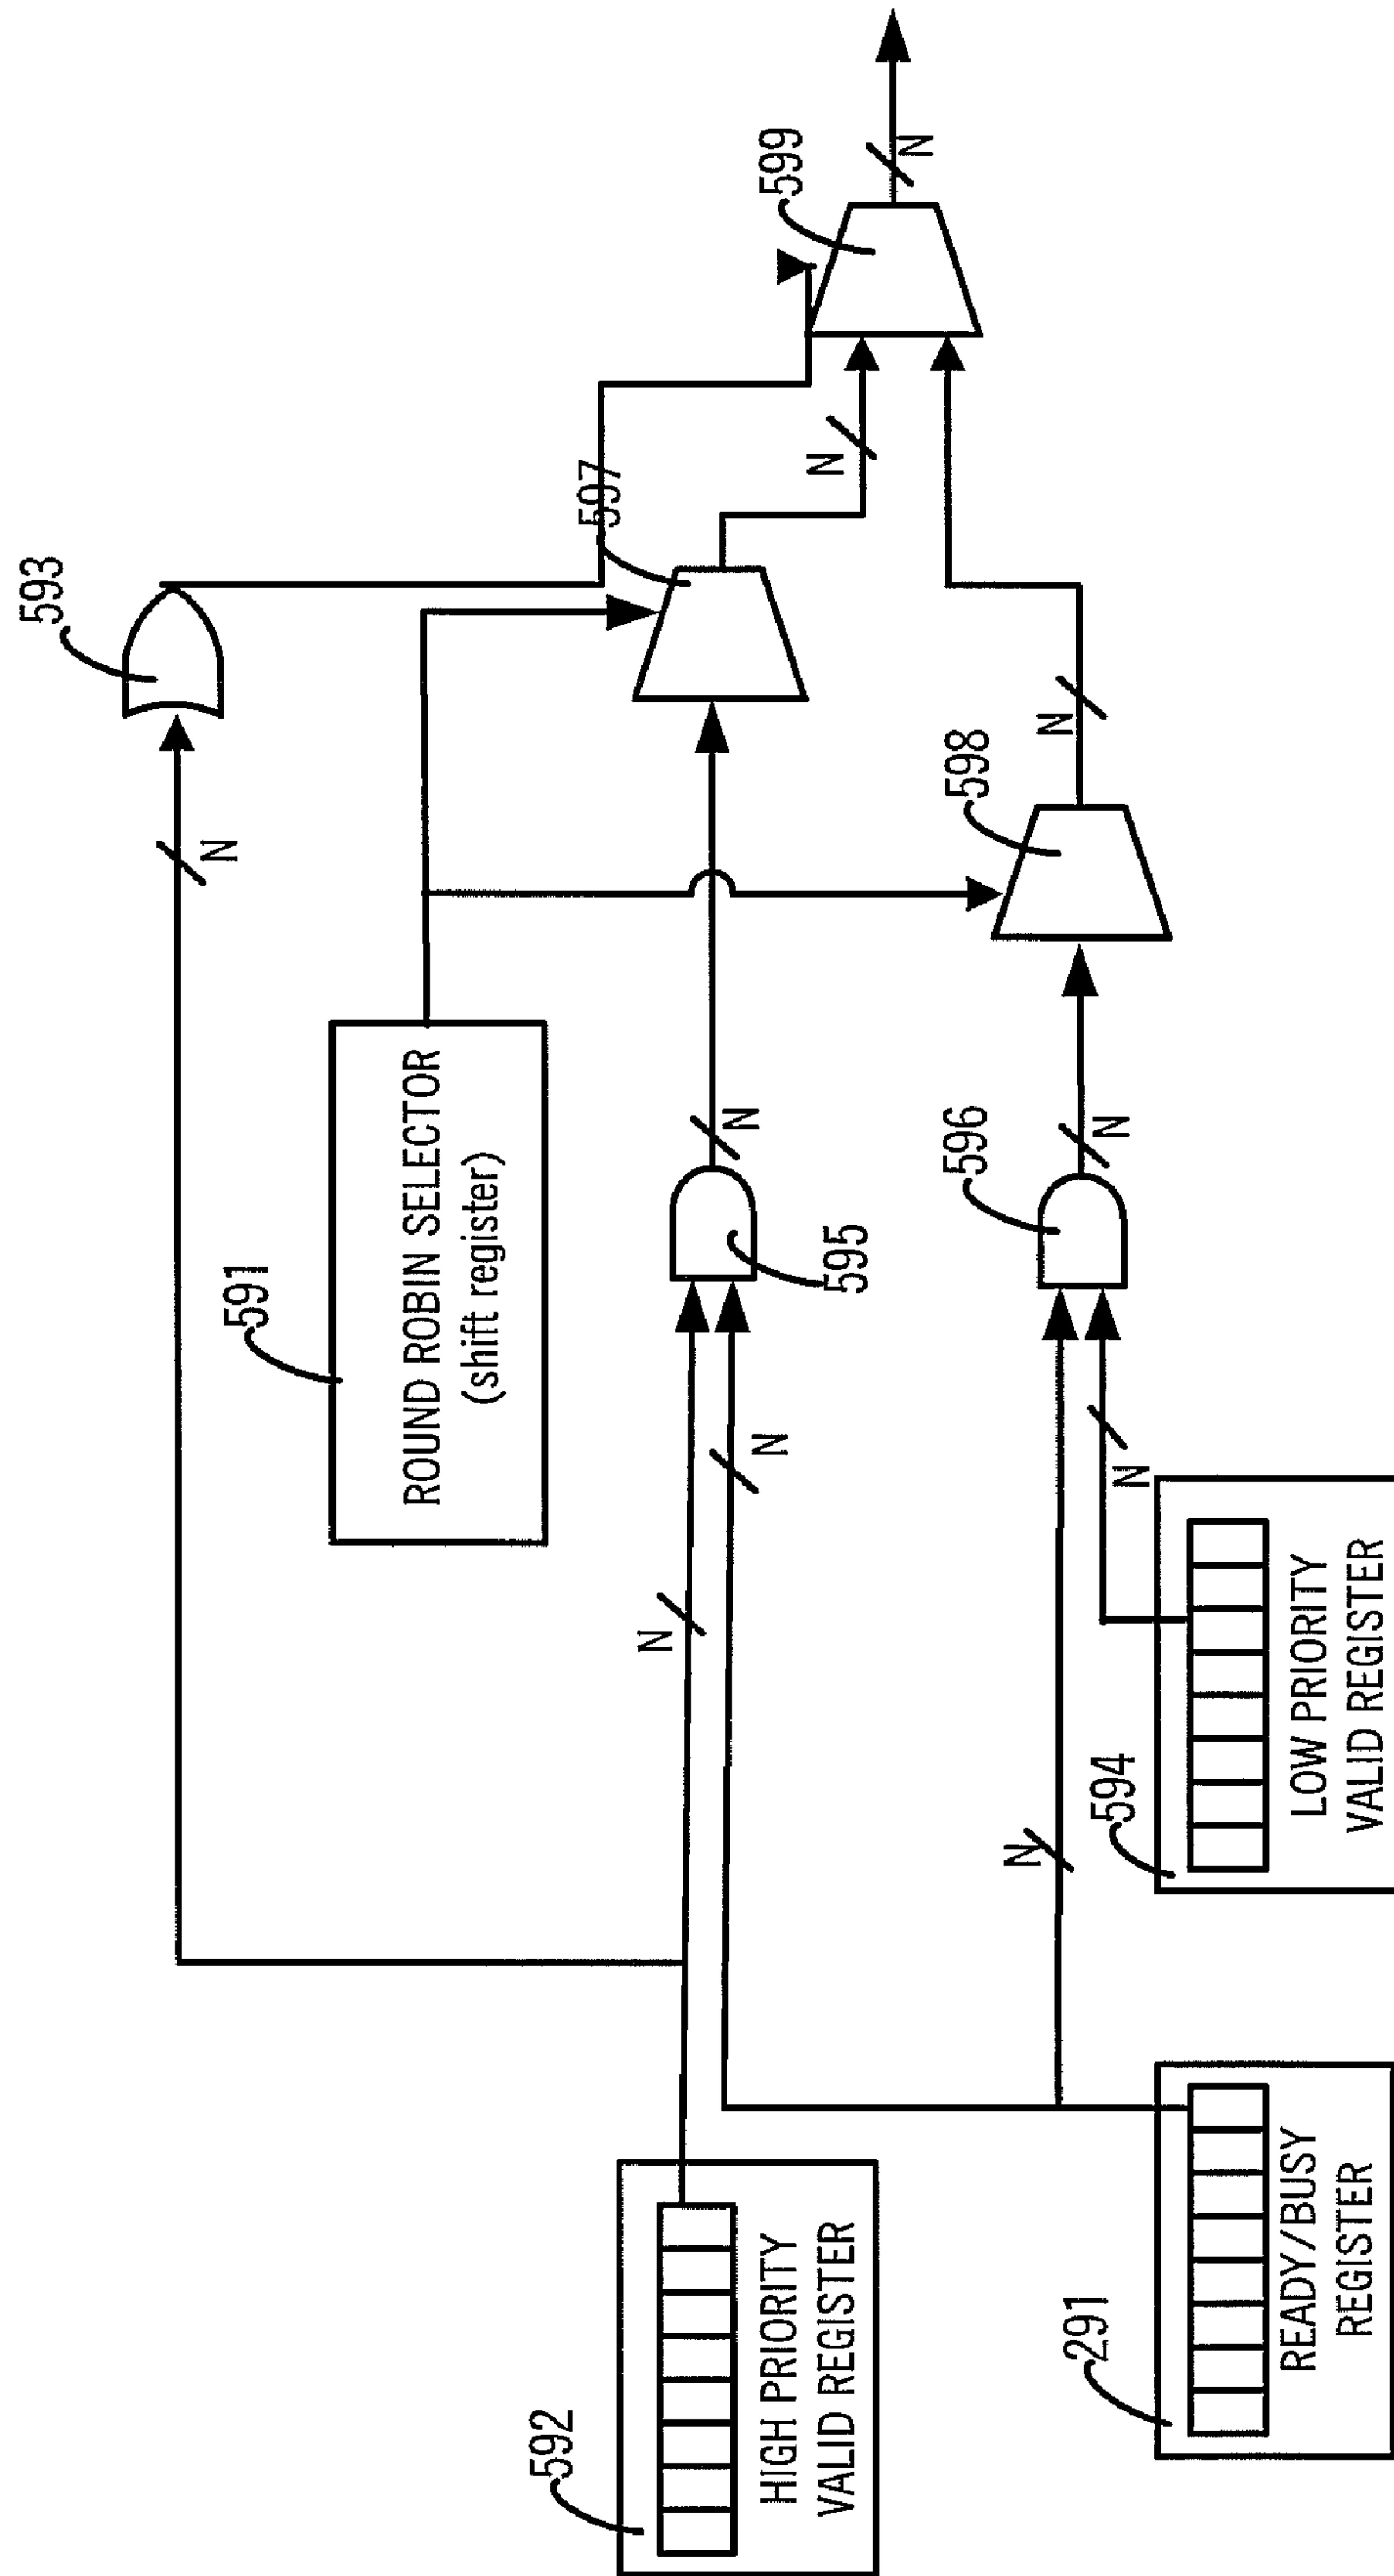 593
N
591
ROUND ROBIN SELECTOR
(shift register)
592
HIGH PRIORITY
VALID REGISTER
597
N
N
N
599
N
595
N
596
598
N
N
291
READY/BUSY
REGISTER
594
N
N
LOW PRIORITY
VALID REGISTER